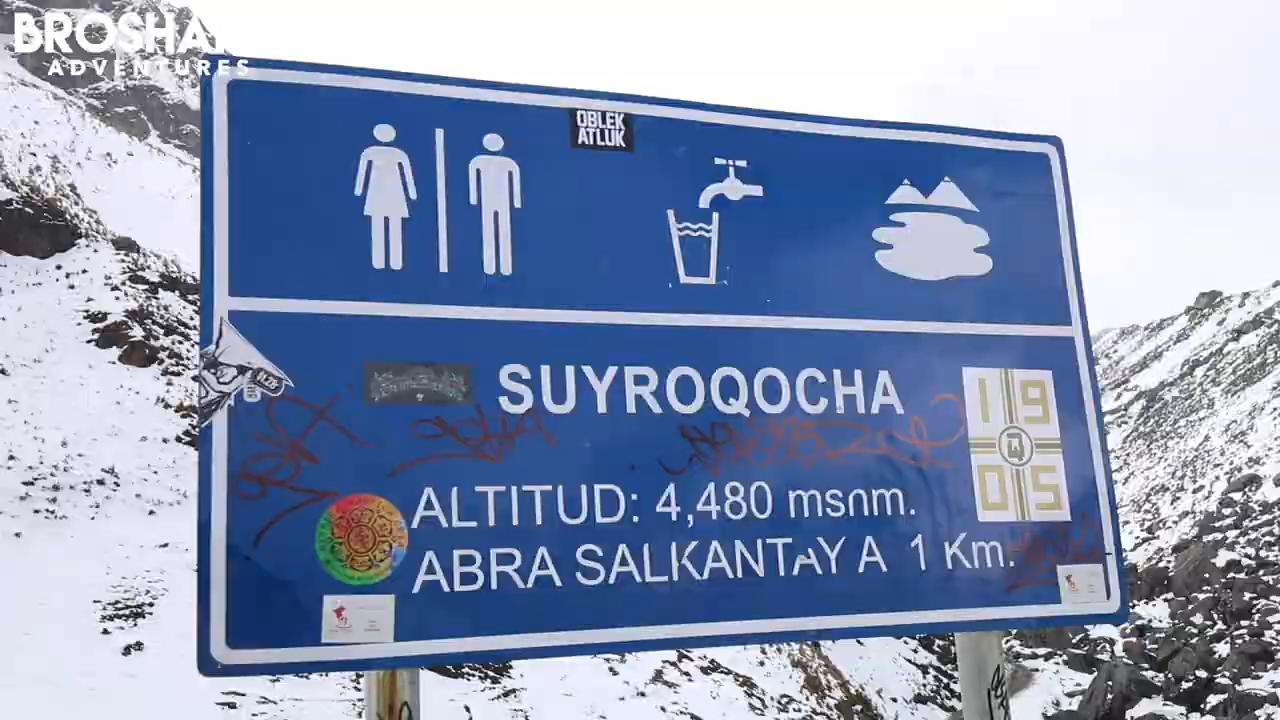 BROSHA
ADVENTURES
OBLEK
ATLUK
SUYROQOCHA
19
05
ALTITUD: 4,480 msnm.
ABRA SALKANTAY A 1 Km.